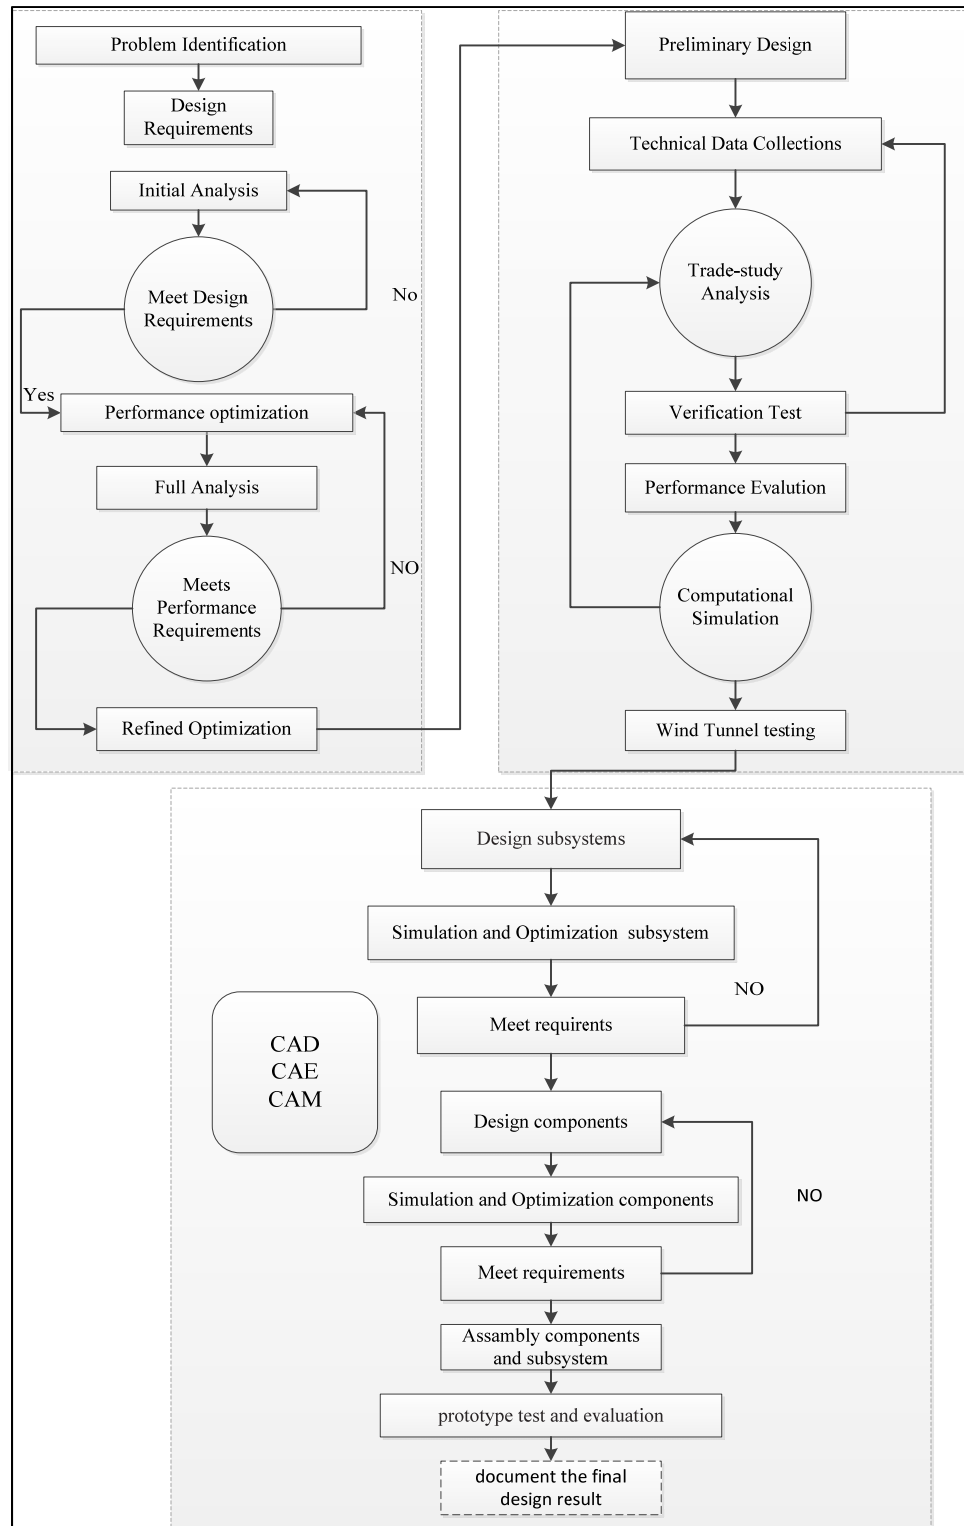 Problem Identification
Design
Requirements
Initial Analysis
Meet Design
Requirements
No
Yes
Performance optimization
Full Analysis
NO
Meets
Performance
Requirements
Refined Optimization
Preliminary Design
Technical Data Collections
Trade-study
Analysis
Verification Test
Performance Evalution
Computational
Simulation
Wind Tunnel testing
Design subsystems
Simulation and Optimization subsystem
NO
Meet requirents
CAD
CAE
CAM
Design components
Simulation and Optimization components
NO
Meet requirements
Assambly components
and subsystem
prototype test and evaluation
document the final
design result